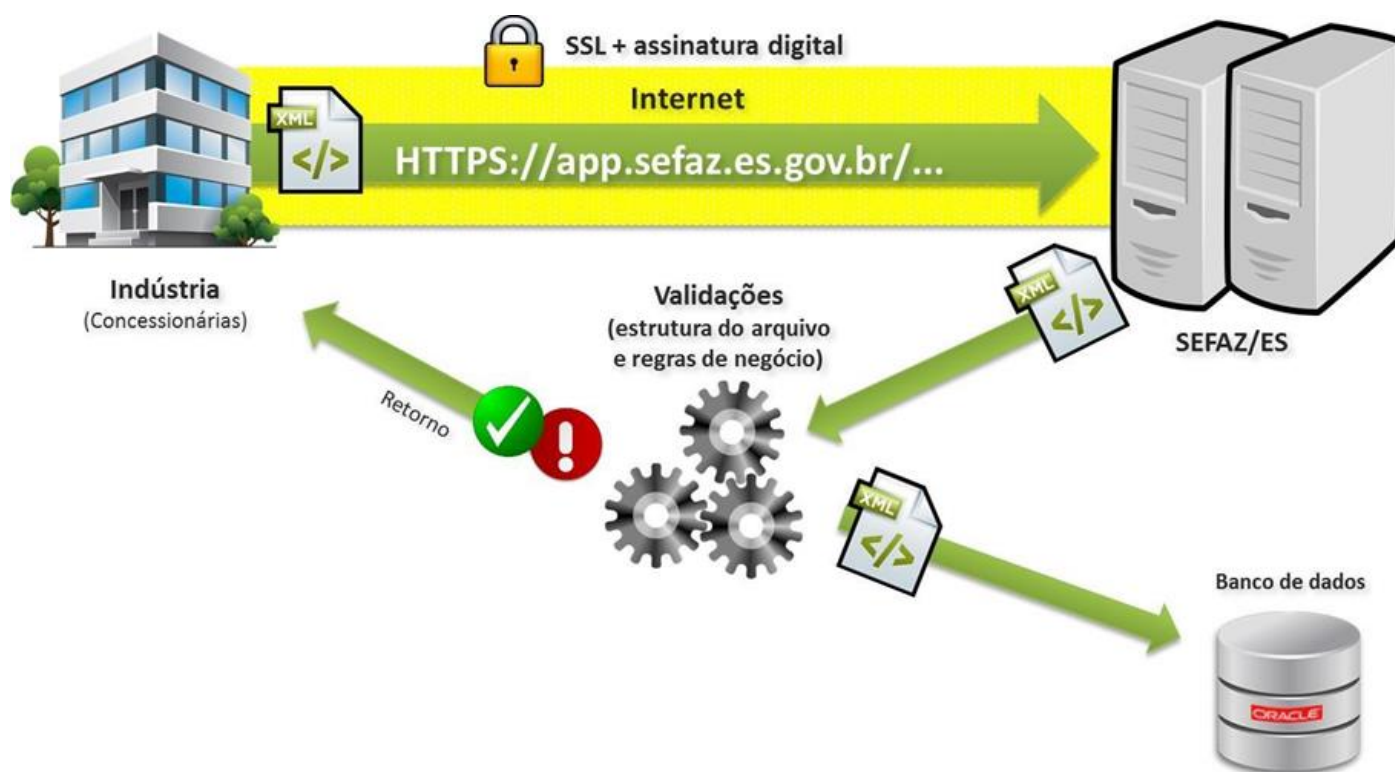 SSL + assinatura digital
Internet
XML
</>
HTTPS://app.sefaz.es.gov.br/...
Indústria
(Concessionárias)
Validações
(estrutura do arquivo
e regras de negócio)
XML
</>
SEFAZ/ES
Retorno
XML
</>
Banco de dados
ORACLE